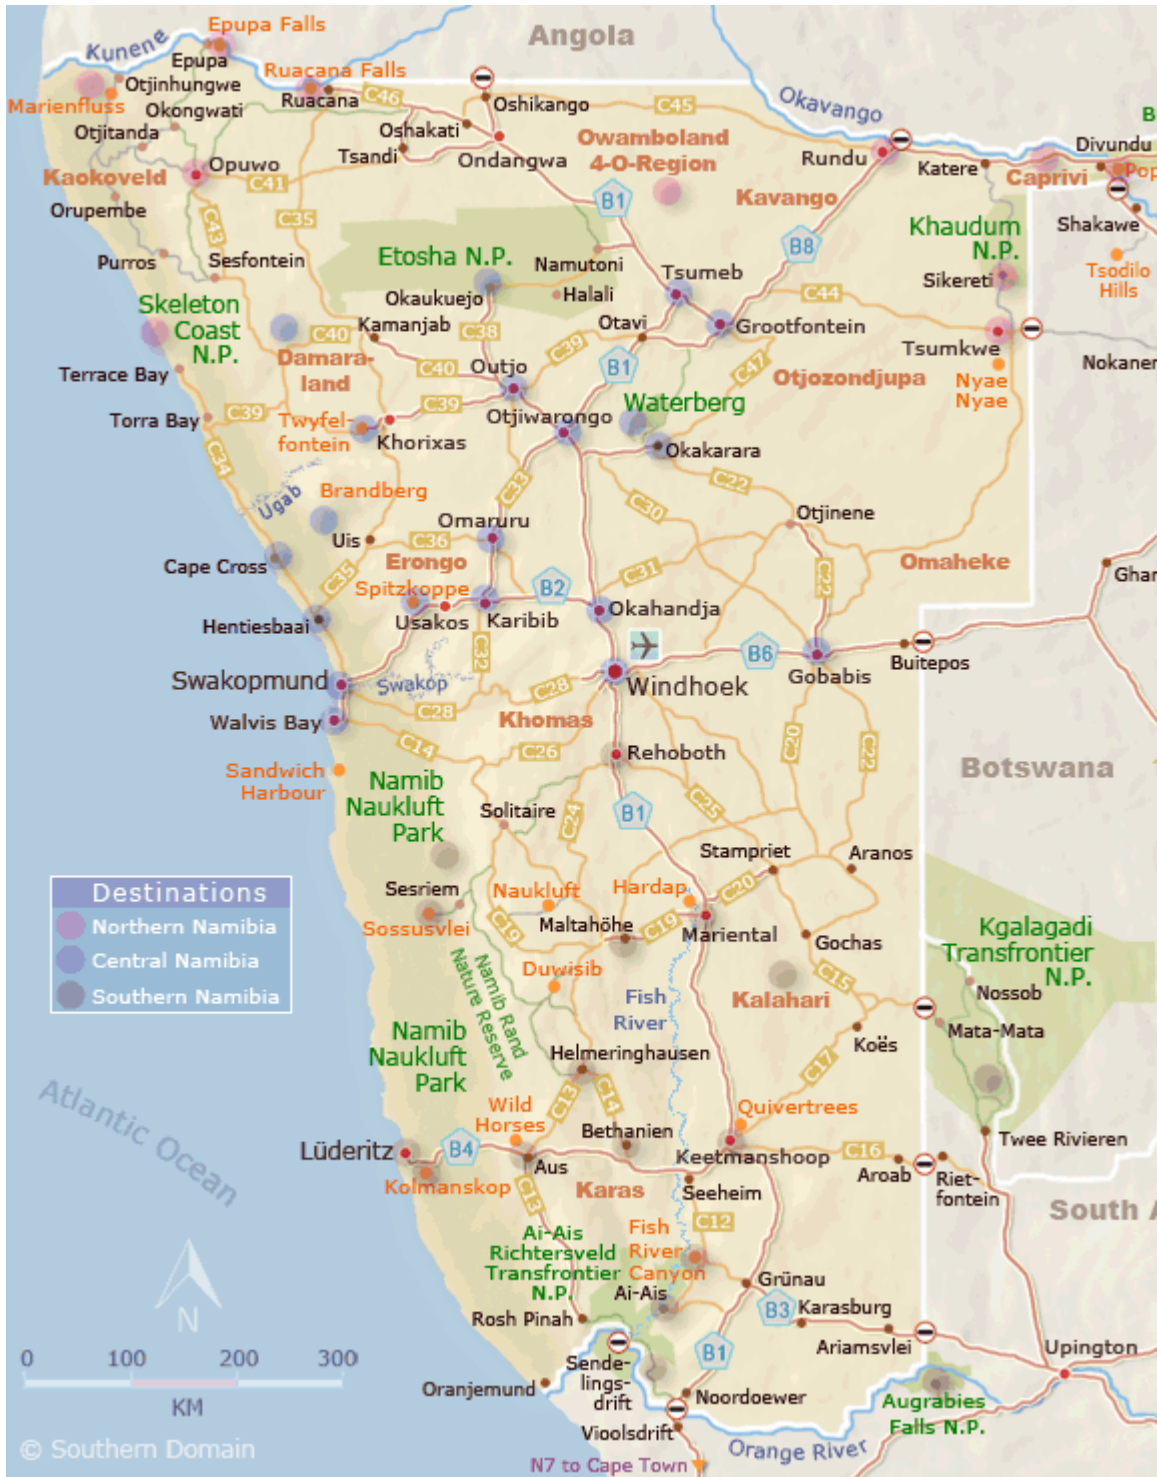 Angola
Epupa Falls
Kunene
Epupa
Otjinhungwe
Ruacana Falls
Marienfluss
Okongwati
Ruacana
C46
Oshikango
C45
Okavango
Otjitanda
Oshakati
Owamboland
4-O-Region
Tsandi
Ondangwa
Rundu
Katere
Divundu
B
Opuwo
Kaokoveld
C41
Caprivi
Pop
Kavango
B1
Orupembe
C35
C43
Khaudum
N.P.
Shakawe
B8
Purros
Sesfontein
Etosha N.P.
Namutoni
Tsumeb
Sikereti
Tsodilo
Hills
Skeleton
Coast
N.P.
Okaukuejo
Halali
C44
Kamanjab
Otavi
Grootfontein
C40
C38
C39
Tsumkwe
Damara-
land
Outjo
B1
C47
Nokanen
Terrace Bay
C40
Otjozondjupa
Nyae
Nyae
Torra Bay
C39
Twyfel-
fontein
C39
Otjiwarongo
Waterberg
Khorixas
Okakarara
C34
C22
Ugab
Brandberg
C33
C30
Otjinene
Omaruru
Uis
C36
Cape Cross
Erongo
Omaheke
C35
Spitzkoppe
B2
C31
C22
Ghan
Hentiesbaai
Usakos
Karibib
Okahandja
C32
B6
Buitepos
Gobabis
Swakopmund
Swakop
C28
Windhoek
Walvis Bay
C28
Khomas
C14
C26
Rehoboth
C20
C22
Botswana
1
Sandwich
Harbour
Namib
Naukluft
Park
Solitaire
C24
B1
C25
Stampriet
Aranos
Destinations
Northern Namibia
Central Namibia
Southern Namibia
Sesriem
Naukluft
Hardap
C20
Sossusvlei
C19
Maltahöhe
C19
Mariental
Gochas
Kgalagadi
Transfrontier
N.P.
Duwisib
Namib Rand
Nature Reserve
Fish
River
Kalahari
C15
Nossob
Namib
Naukluft
Park
Mata-Mata
Koës
Helmeringhausen
C17
Atlantic Ocean
C13
C14
Wild
Horses
Bethanien
Quivertrees
Lüderitz
B4
Aus
Keetmanshoop
C16
Twee Rivieren
Aroab
Riet-
fontein
Kolmanskop
C13
Karas
Seeheim
South A
C12
Ai-Ais
Richtersveld
Transfrontier
N.P.
Fish
River
Canyon
Ai-Ais
Grünau
N
Rosh Pinah
B3
Karasburg
Ariamsvlei
Upington
0 100 200 300
KM
Oranjemund
Sende-
lings-
drift
B1
Noordoewer
Augrabies
Falls N.P.
Vioolsdrift
Orange River
© Southern Domain
N7 to Cape Town